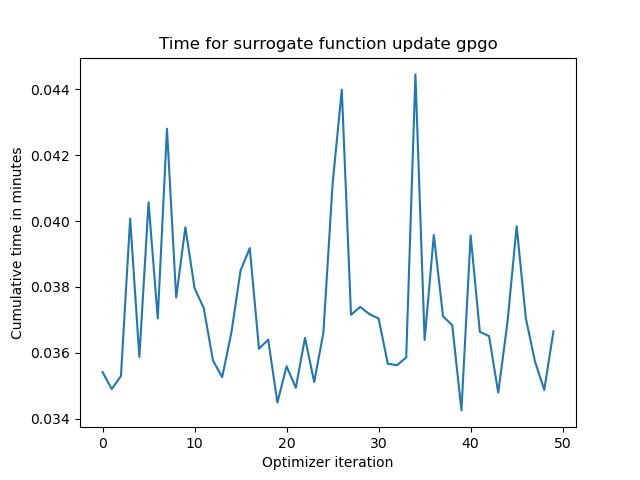 Time for surrogate function update gpgo
0.044
0.042
0.040
0.038
0.036
0.034
Cumulative time in minutes
0 10 20 30 40 50
Optimizer iteration